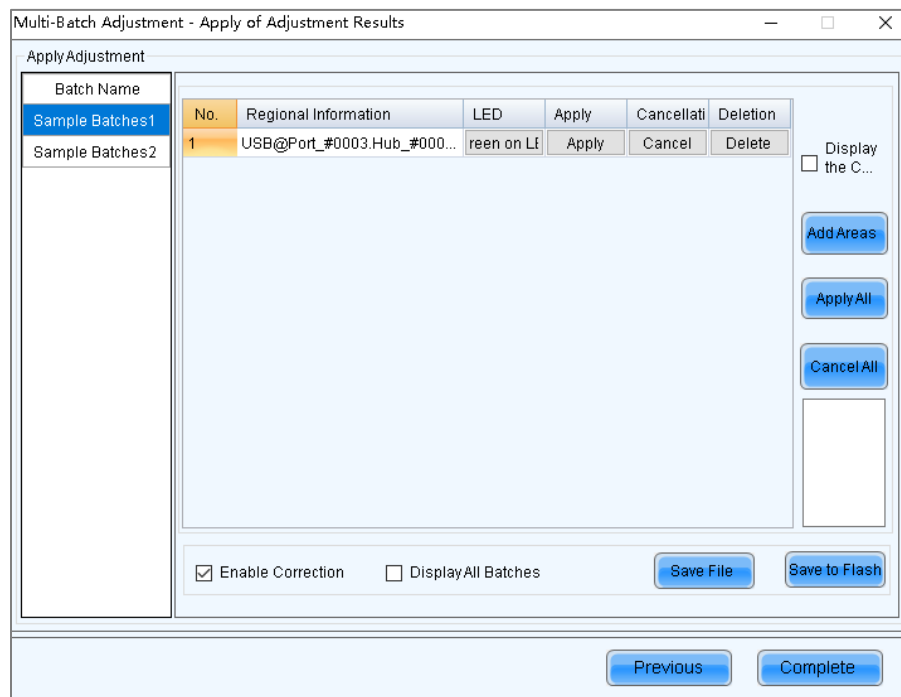 Multi-Batch Adjustment - Apply of Adjustment Results
Apply Adjustment
Batch Name
Sample Batches1
Sample Batches2
No. Regional Information LED Apply Cancellati Deletion
1 USB@Port_#0003.Hub_#000... reen on LE Apply Cancel Delete
Display
the C...
Add Areas
Apply All
Cancel All
Enable Correction Display All Batches Save File Save to Flash
Previous Complete